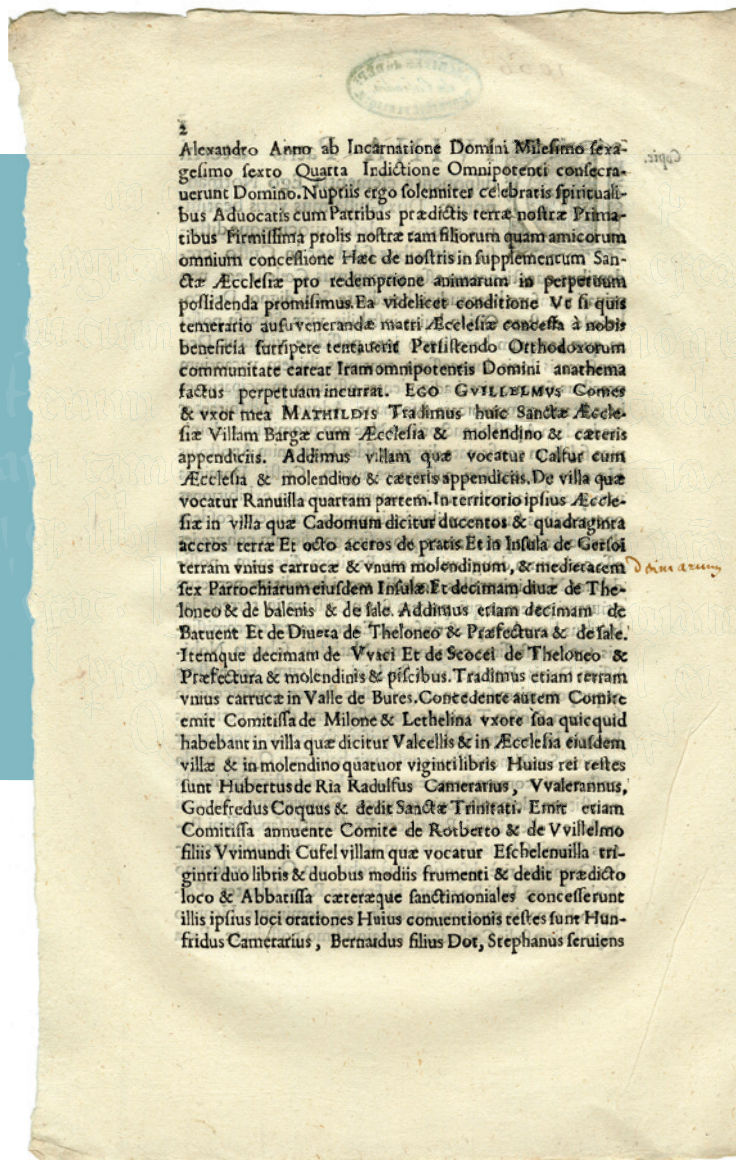 2
Alexandro Anno ab Incarnatione Domini Milesimo sexa-
gesimo sexto Quarta Indictione Omnipotenti consecra-
uerunt Domino. Nuptiis ergo solenniter celebratis spirituali-
bus Aduocatis cum Patribus prædictis terræ nostræ Prima-
tibus Firmissima prolis nostræ tam filiorum quam amicorum
omnium concessione Hæc de nostris in supplementum San-
ctæ Æcclesiæ pro redemptione animarum in perpetuum
possidenda promisimus. Ea videlicet conditione Vt si quis
temerario ausu venerandæ matri Æcclesiæ concessa à nobis
beneficia surripere tentauerit Persistendo Orthodoxorum
communitate careat Iram omnipotentis Domini anathema
factus perpetuam incurrat. EGO GVILLELMVS Comes
& vxor mea MATHILDIS Tradimus huic Sanctæ Æccle-
siæ Villam Bargæ cum Æcclesia & molendino & cæteris
appendiciis. Addimus villam quæ vocatur Calfur cum
Æcclesia & molendino & cæteris appendiciis. De villa quæ
vocatur Ranuilla quartam partem. In territorio ipsius Æccle-
siæ in villa quæ Cadomum dicitur ducentos & quadraginta
accros terræ Et octo accros de pratis Et in Insula de Gersoi
terram vnius carrucæ & vnum molendinum, & medietatem
sex Parrochiarum eiusdem Insulæ. Et decimam diuæ de The-
loneo & de balenis & de sale. Addimus etiam decimam de
Batuent Et de Diueta de Theloneo & Præfectura & de sale.
Itemque decimam de Vvaci Et de Scocei de Theloneo &
Præfectura & molendinis & piscibus. Tradimus etiam terram
vnius carrucæ in Valle de Bures. Concedente autem Comite
emit Comitissa de Milone & Lethelina vxore sua quicquid
habebant in villa quæ dicitur Valcellis & in Æcclesia eiusdem
villæ & in molendino quatuor viginti libris Huius rei testes
sunt Hubertus de Ria Radulfus Camerarius, Vvalerannus,
Godefredus Coquus & dedit Sanctæ Trinitati. Emit etiam
Comitissa annuente Comite de Rotberto & de Vvillelmo
filiis Vvimundi Cusel villam quæ vocatur Eschelenuilla tri-
ginti duo libris & duobus modiis frumenti & dedit prædicto
loco & Abbatissa cæteræque sanctimoniales concesserunt
illis ipsius loci orationes Huius conuentionis testes sunt Hun-
fridus Camerarius, Bernardus filius Dot, Stephanus seruiens